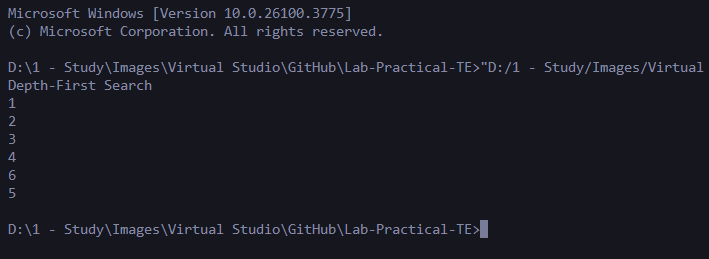 Microsoft Windows [Version 10.0.26100.3775]
(c) Microsoft Corporation. All rights reserved.
D:\1 - Study\Images\Virtual Studio\GitHub\Lab-Practical-TE>"D:/1 - Study/Images/Virtual
Depth-First Search
1
2
3
4
6
5
D:\1 - Study\Images\Virtual Studio\GitHub\Lab-Practical-TE>